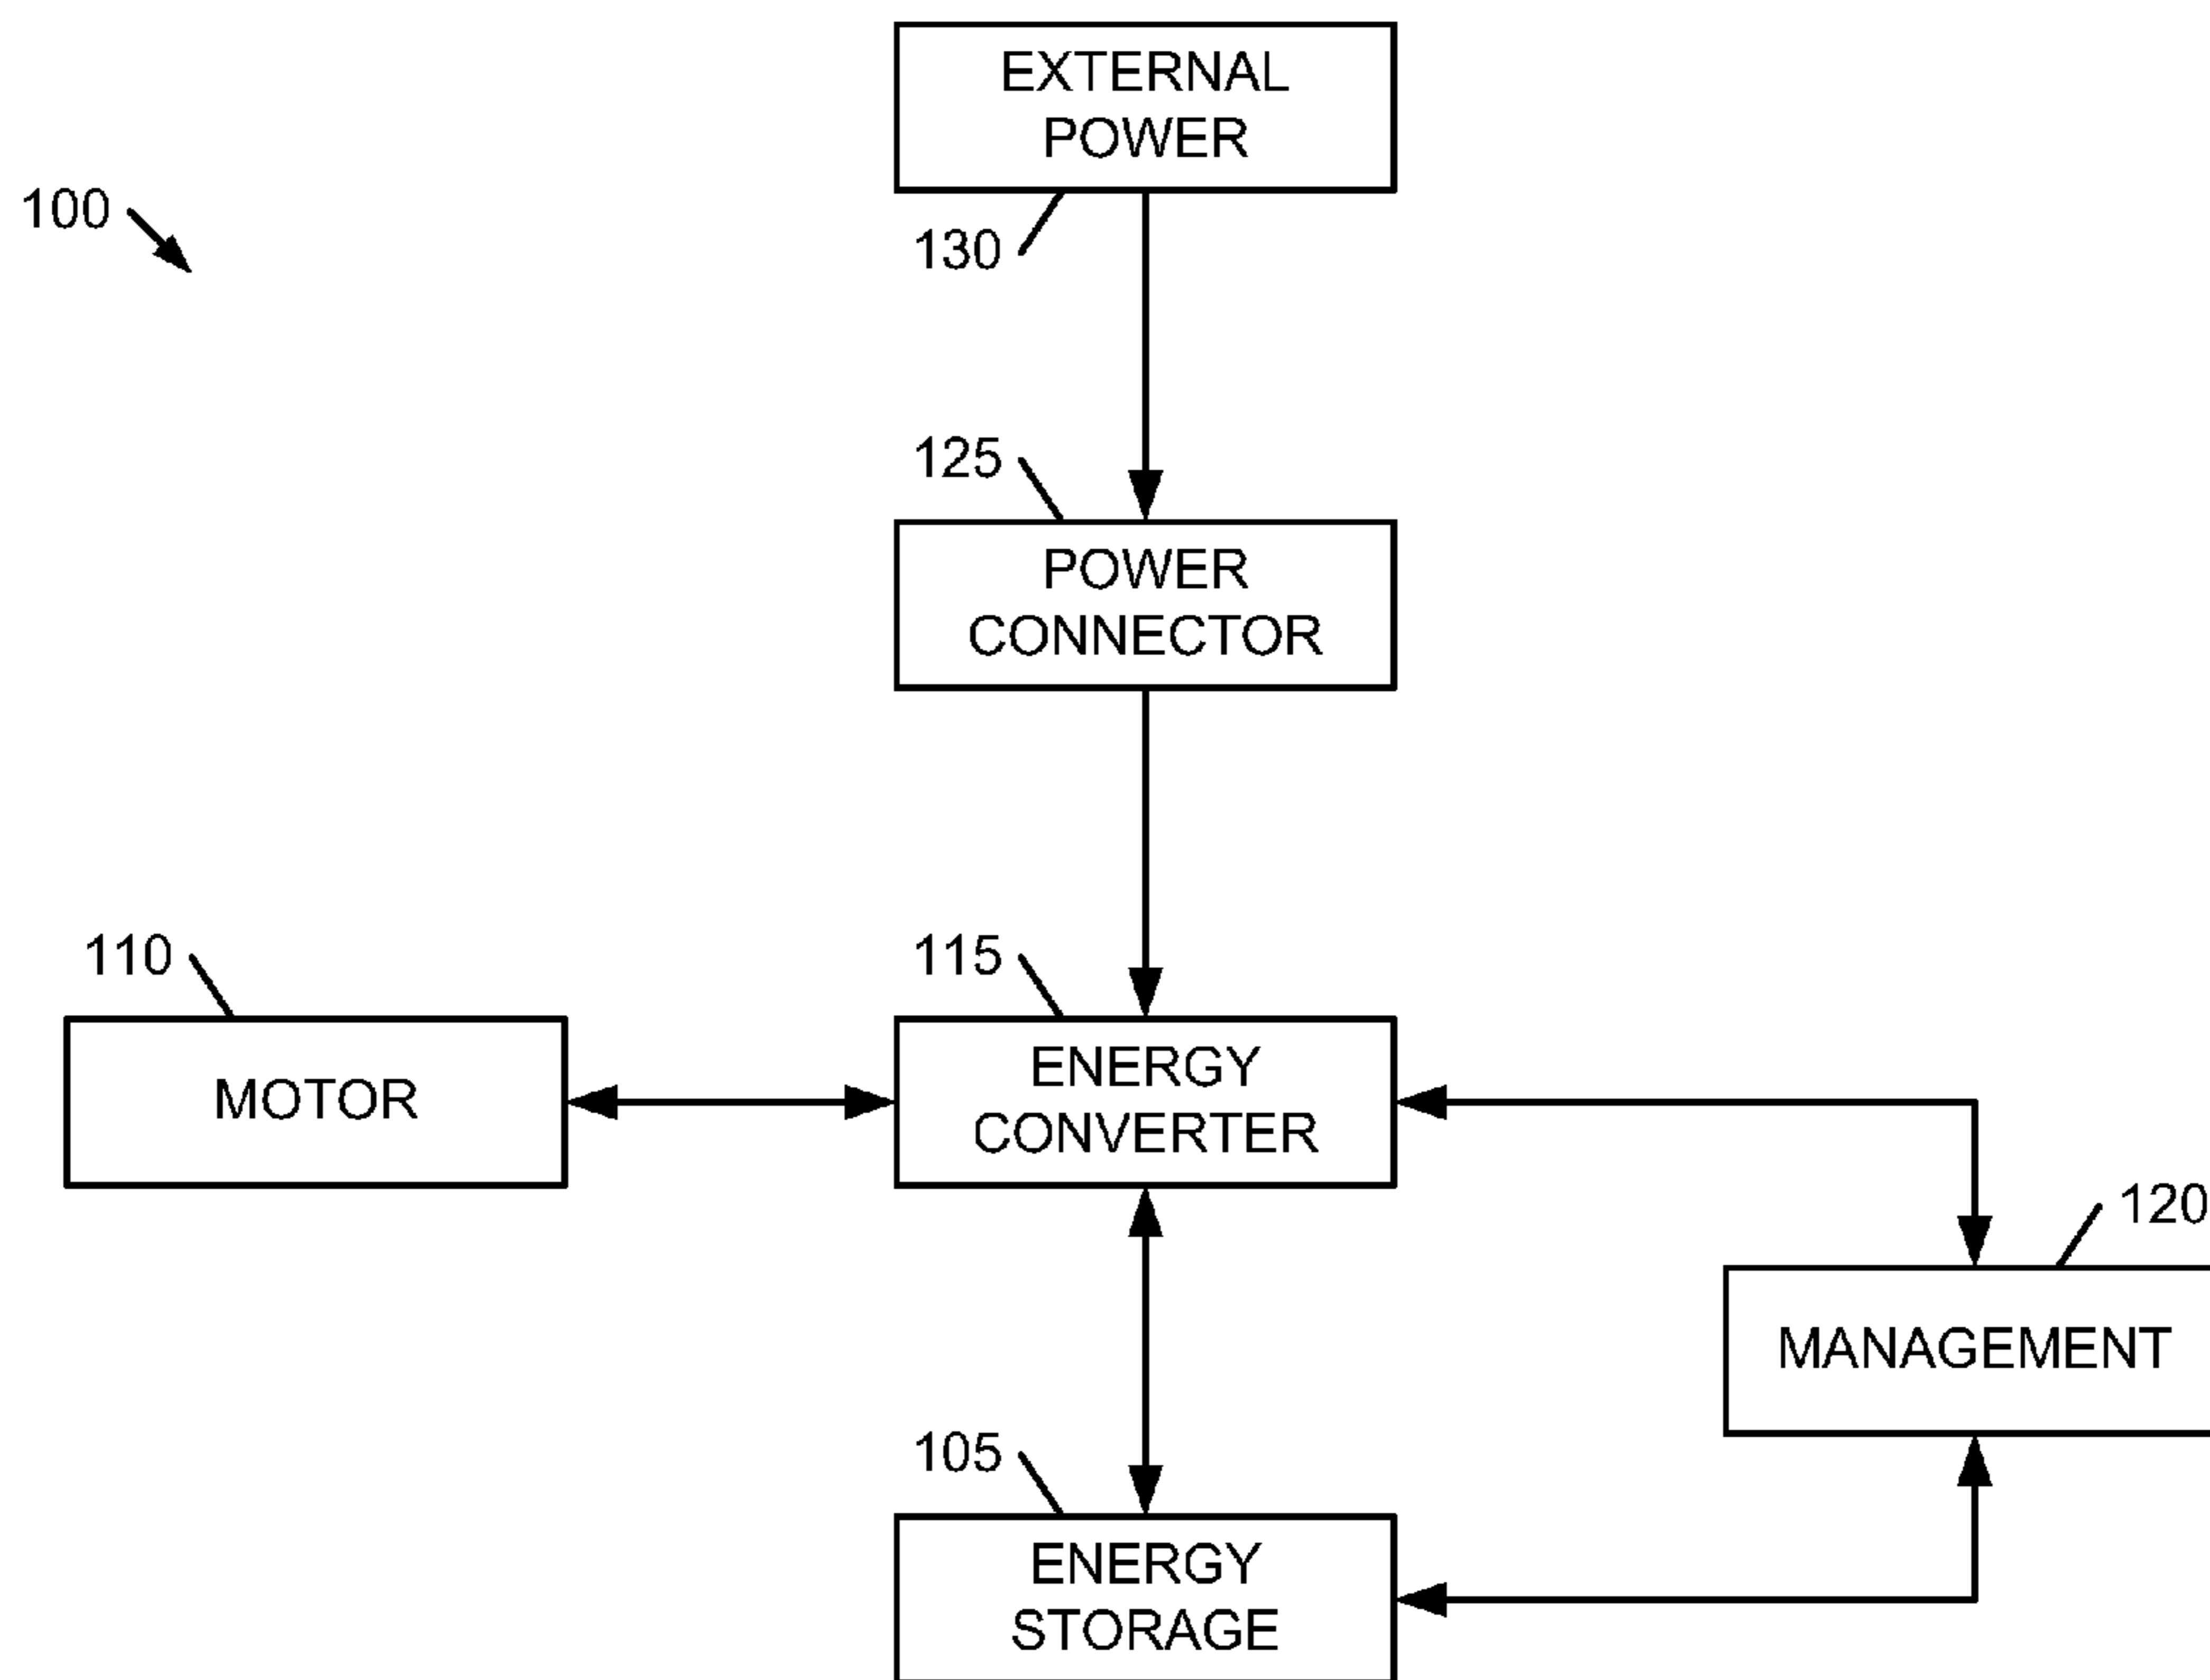 EXTERNAL
POWER
100
130
125
POWER
CONNECTOR
110
115
MOTOR
ENERGY
CONVERTER
120
MANAGEMENT
105
ENERGY
STORAGE